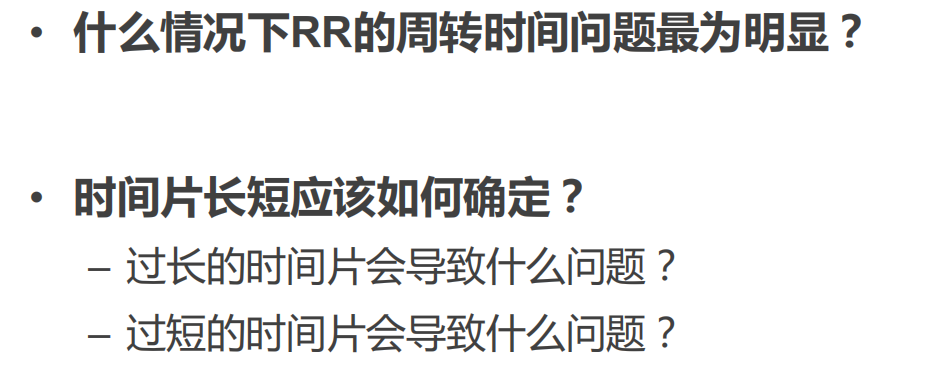 • 什么情况下RR的周转时间问题最为明显？
• 时间片长短应该如何确定？
– 过长的时间片会导致什么问题？
– 过短的时间片会导致什么问题？